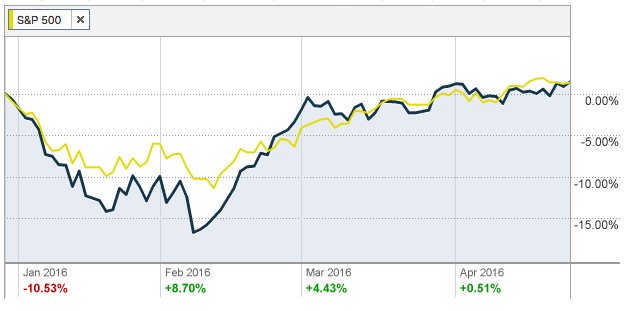 S&P 500 ×
0.00%
-5.00%
-10.00%
-15.00%
Jan 2016 Feb 2016 Mar 2016 Apr 2016
-10.53% +8.70% +4.43% +0.51%